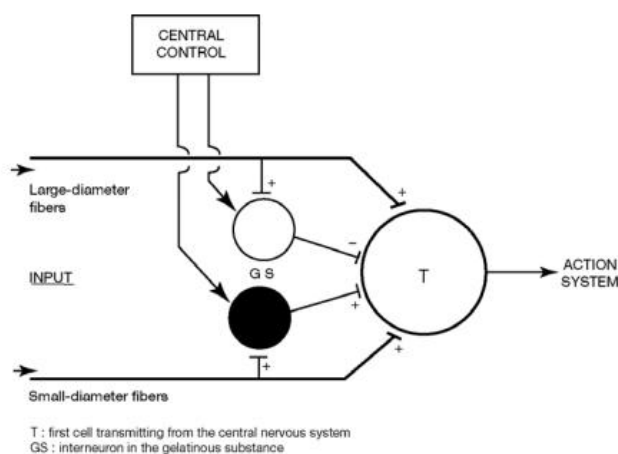 CENTRAL
CONTROL
+
Large-diameter
fibers
+
−
G S
INPUT
T
ACTION
SYSTEM
+
+
+
Small-diameter fibers
T : first cell transmitting from the central nervous system
GS : interneuron in the gelatinous substance